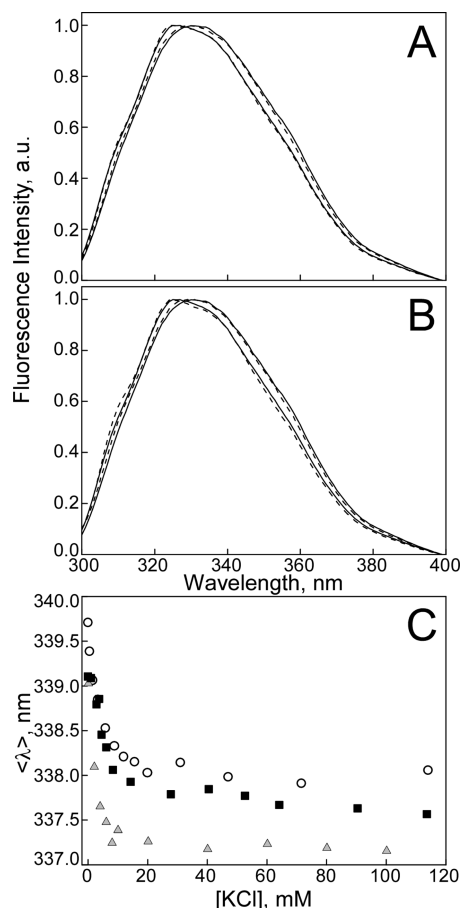 A
1.0
0.8
0.6
0.4
0.2
0.0
Fluorescence Intensity, a.u.
B
1.0
0.8
0.6
0.4
0.2
0.0
300 320 340 360 380 400
Wavelength, nm
C
340.0
339.0
338.5
338.0
337.5
337.0
<λ>, nm
0 20 40 60 80 100 120
[KCl], mM